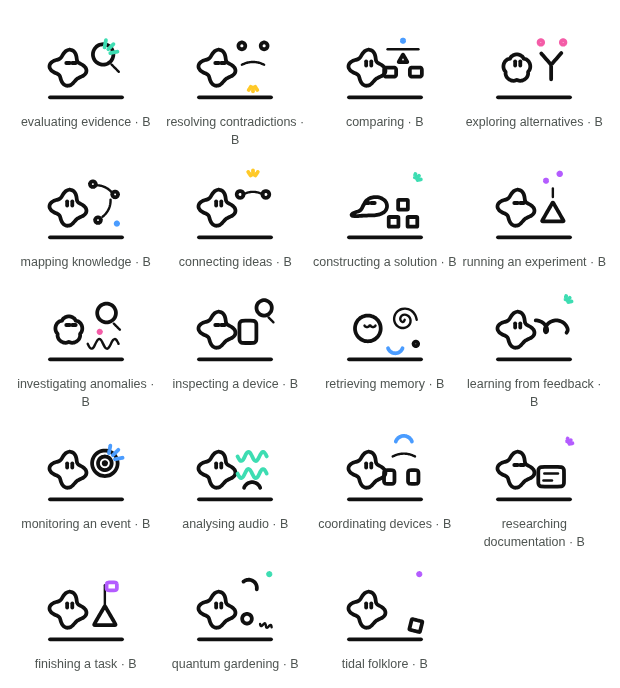 evaluating evidence · B
resolving contradictions ·
B
comparing · B
exploring alternatives · B
mapping knowledge · B
connecting ideas · B
constructing a solution · B
running an experiment · B
investigating anomalies ·
B
inspecting a device · B
retrieving memory · B
learning from feedback ·
B
monitoring an event · B
analysing audio · B
coordinating devices · B
researching
documentation · B
finishing a task · B
quantum gardening · B
tidal folklore · B